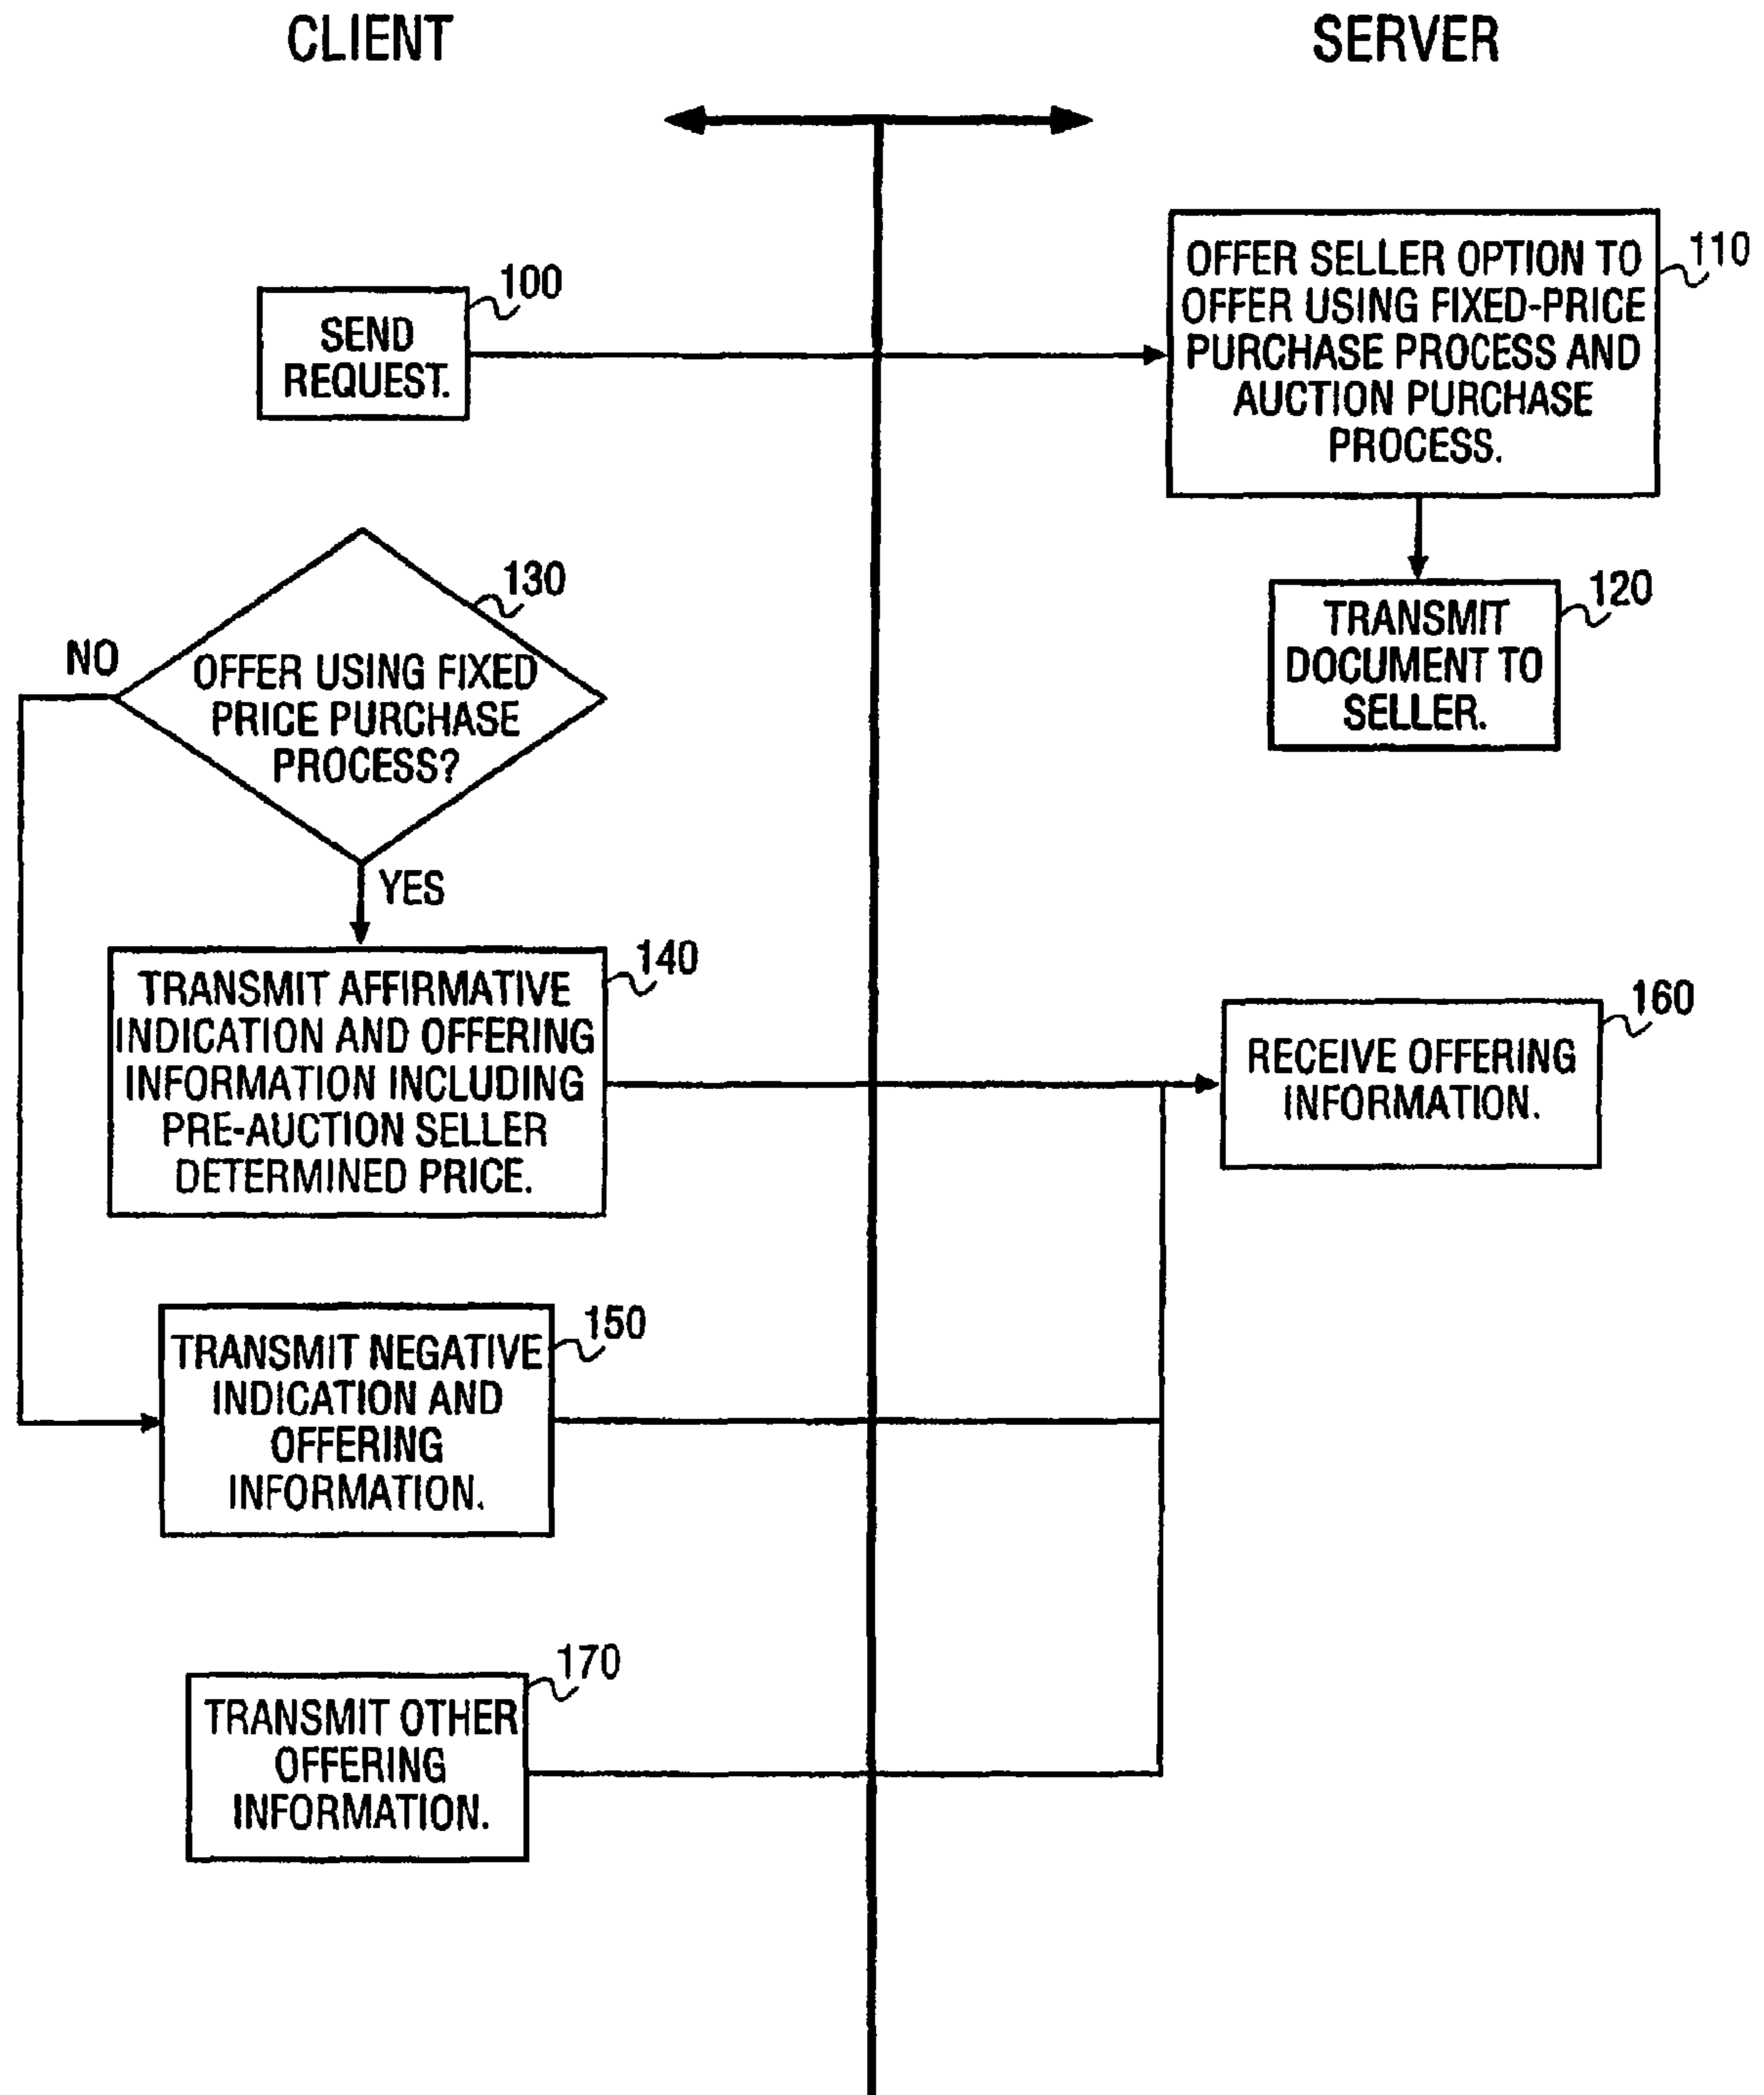 CLIENT
SERVER
100
SEND
REQUEST.
110
OFFER SELLER OPTION TO
OFFER USING FIXED-PRICE
PURCHASE PROCESS AND
AUCTION PURCHASE
PROCESS.
120
TRANSMIT
DOCUMENT TO
SELLER.
130
NO
OFFER USING FIXED
PRICE PURCHASE
PROCESS?
YES
140
TRANSMIT AFFIRMATIVE
INDICATION AND OFFERING
INFORMATION INCLUDING
PRE-AUCTION SELLER
DETERMINED PRICE.
160
RECEIVE OFFERING
INFORMATION.
150
TRANSMIT NEGATIVE
INDICATION AND
OFFERING
INFORMATION.
170
TRANSMIT OTHER
OFFERING
INFORMATION.